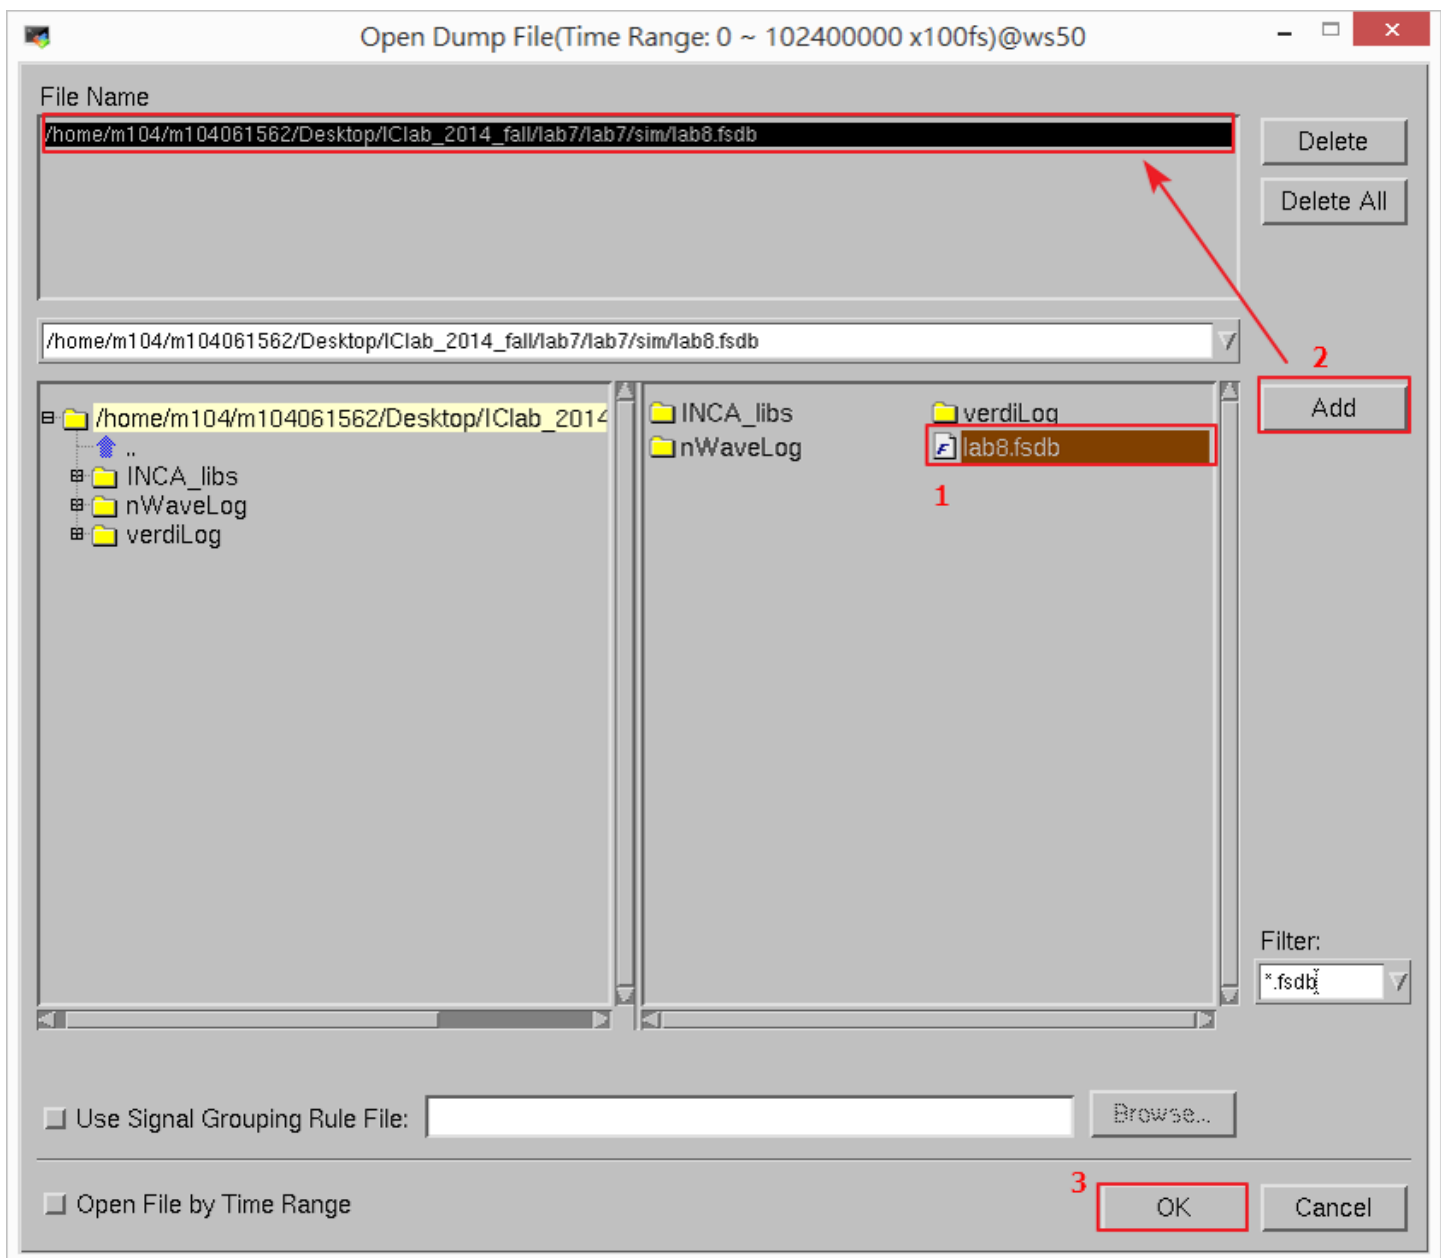 Open Dump File(Time Range: 0 ~ 102400000 x100fs)@ws50
File Name
/home/m104/m104061562/Desktop/IClab_2014_fall/lab7/lab7/sim/lab8.fsdb
Delete
Delete All
/home/m104/m104061562/Desktop/IClab_2014_fall/lab7/lab7/sim/lab8.fsdb
2
Add
/home/m104/m104061562/Desktop/IClab_2014
..
INCA_libs
nWaveLog
verdiLog
INCA_libs
verdiLog
nWaveLog
F
lab8.fsdb
1
Filter:
*.fsdb
Use Signal Grouping Rule File:
Browse...
Open File by Time Range
3
OK
Cancel